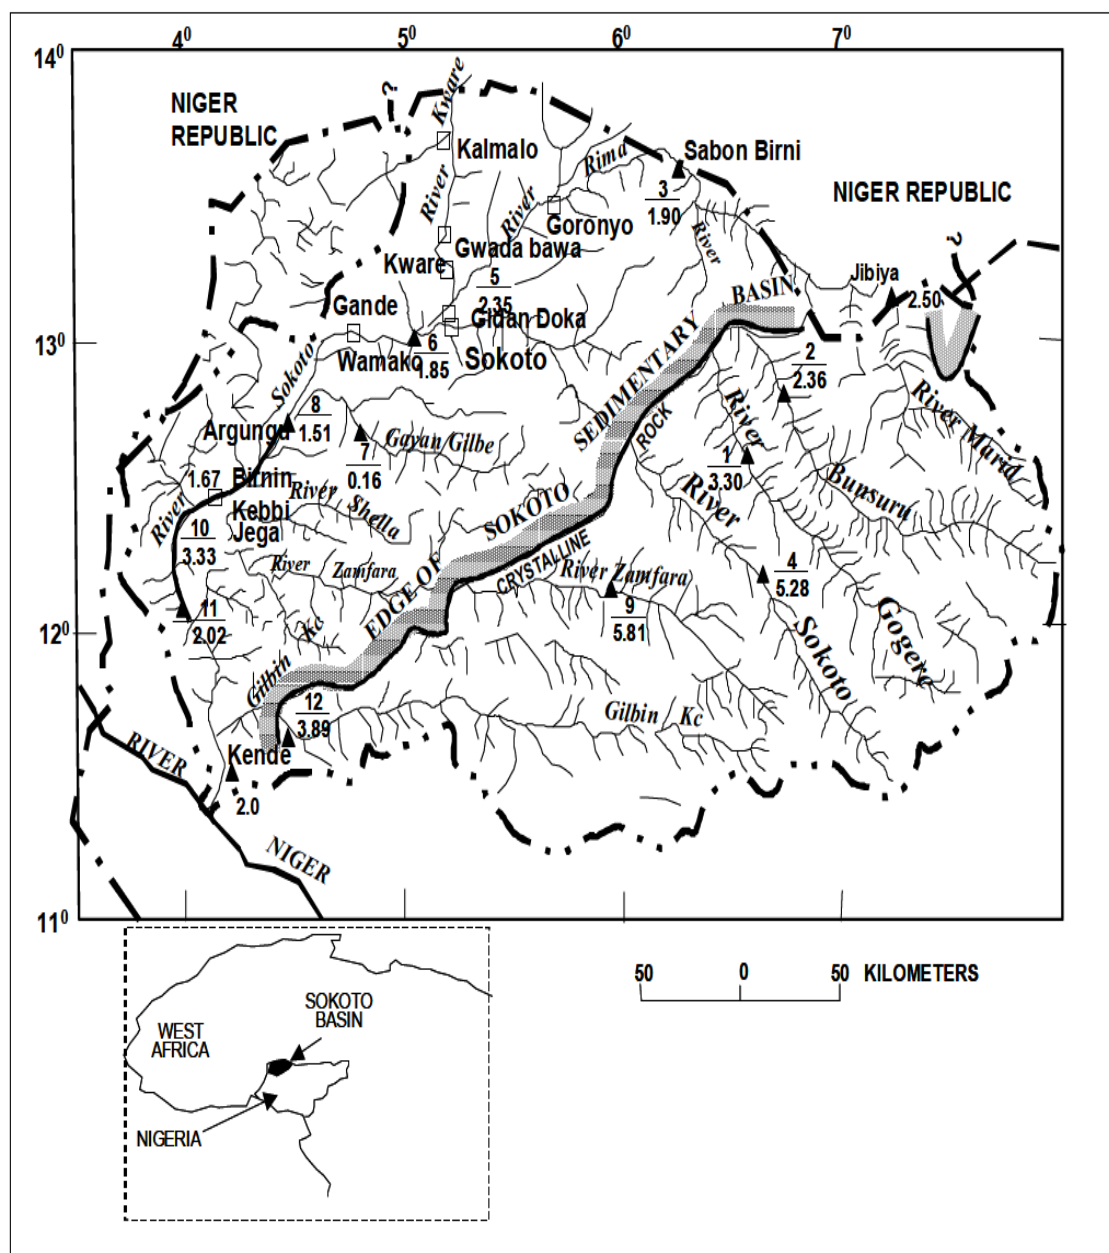 4⁰ 5⁰ 6⁰ 7⁰
14⁰
13⁰
12⁰
11⁰
NIGER
REPUBLIC
?
River Kware
Kalmalo
River Rima
Sabon Birni
3
1.90
NIGER REPUBLIC
?
Goronyo
River
Gwada bawa
Kware
5
2.35
Jibiya
2.50
Gande
Gidan Doka
Wamako
6
1.85
Sokoto
2
2.36
River Sokoto
8
1.51
Argungu
Gayan Gilbe
7
0.16
River Marid
River Bunsuru
1
3.30
1.67
Birnin
Kebbi
Jega
River Shella
10
3.33
EDGE OF SOKOTO SEDIMENTARY BASIN
CRYSTALLINE ROCK
River Zamfara
River Zamfara
9
5.81
4
5.28
River Sokoto
Gogere
11
2.02
Gilbin Kc
12
3.89
Gilbin Kc
Kende
2.0
RIVER NIGER
50 0 50 KILOMETERS
SOKOTO
BASIN
WEST
AFRICA
NIGERIA